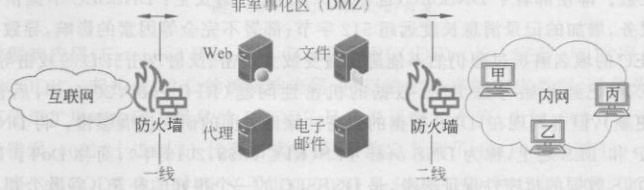 非军事化区（DMZ）
Web
文件
甲
互联网
内网
丙
防火墙
防火墙
代理
电子
邮件
乙
一线
二线